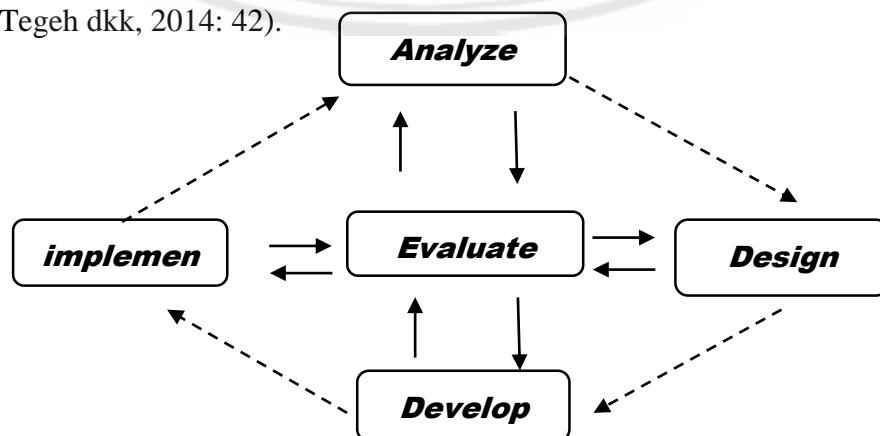 Tegeh dkk, 2014: 42).
Analyze
implemen
Evaluate
Design
Develop